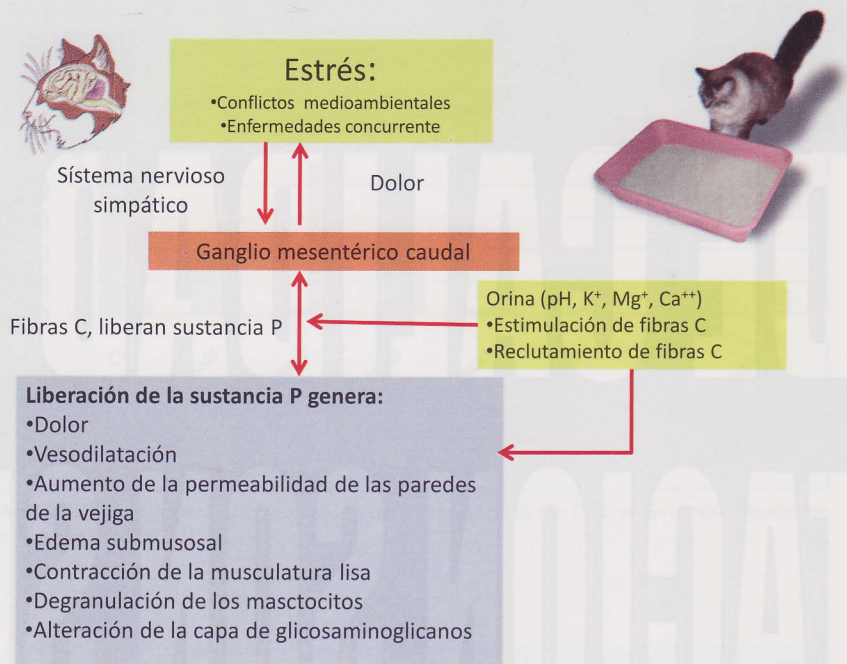 Estrés:
•Conflictos medioambientales
•Enfermedades concurrente
Sístema nervioso
simpático
Dolor
Ganglio mesentérico caudal
Orina (pH, K⁺, Mg⁺, Ca⁺⁺)
•Estimulación de fibras C
•Reclutamiento de fibras C
Fibras C, liberan sustancia P
Liberación de la sustancia P genera:
•Dolor
•Vesodilatación
•Aumento de la permeabilidad de las paredes
de la vejiga
•Edema submusosal
•Contracción de la musculatura lisa
•Degranulación de los masctocitos
•Alteración de la capa de glicosaminoglicanos